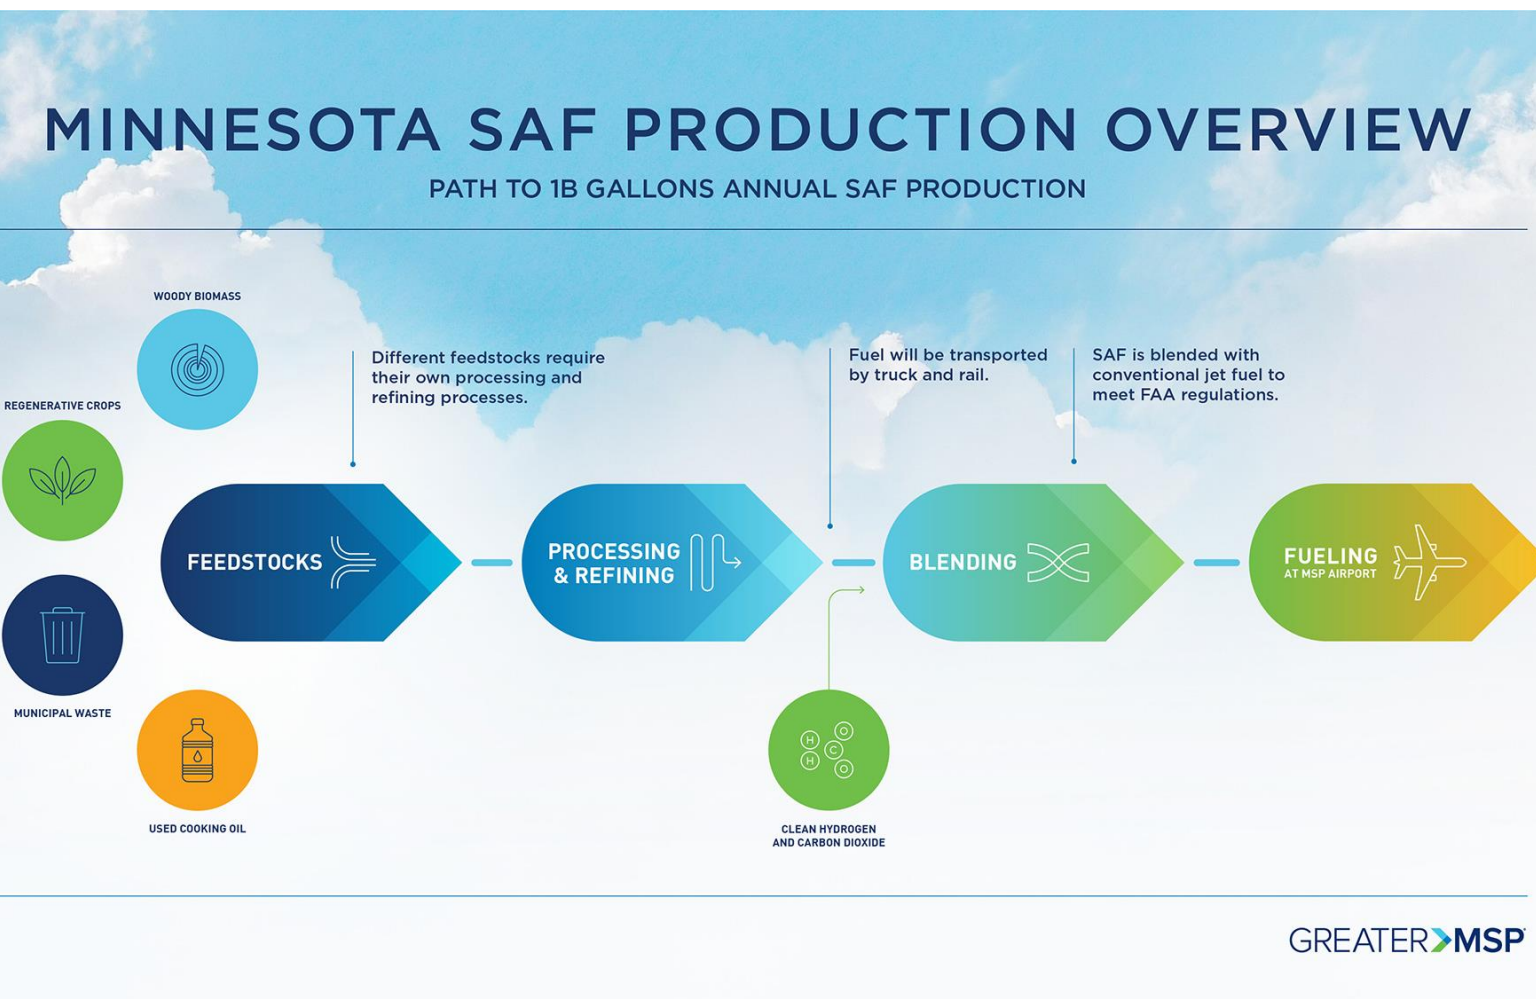 MINNESOTA SAF PRODUCTION OVERVIEW
PATH TO 1B GALLONS ANNUAL SAF PRODUCTION
WOODY BIOMASS
REGENERATIVE CROPS
MUNICIPAL WASTE
USED COOKING OIL
Different feedstocks require
their own processing and
refining processes.
Fuel will be transported
by truck and rail.
SAF is blended with
conventional jet fuel to
meet FAA regulations.
FEEDSTOCKS
PROCESSING
& REFINING
BLENDING
FUELING
AT MSP AIRPORT
H
H
C
O
O
CLEAN HYDROGEN
AND CARBON DIOXIDE
GREATER MSP